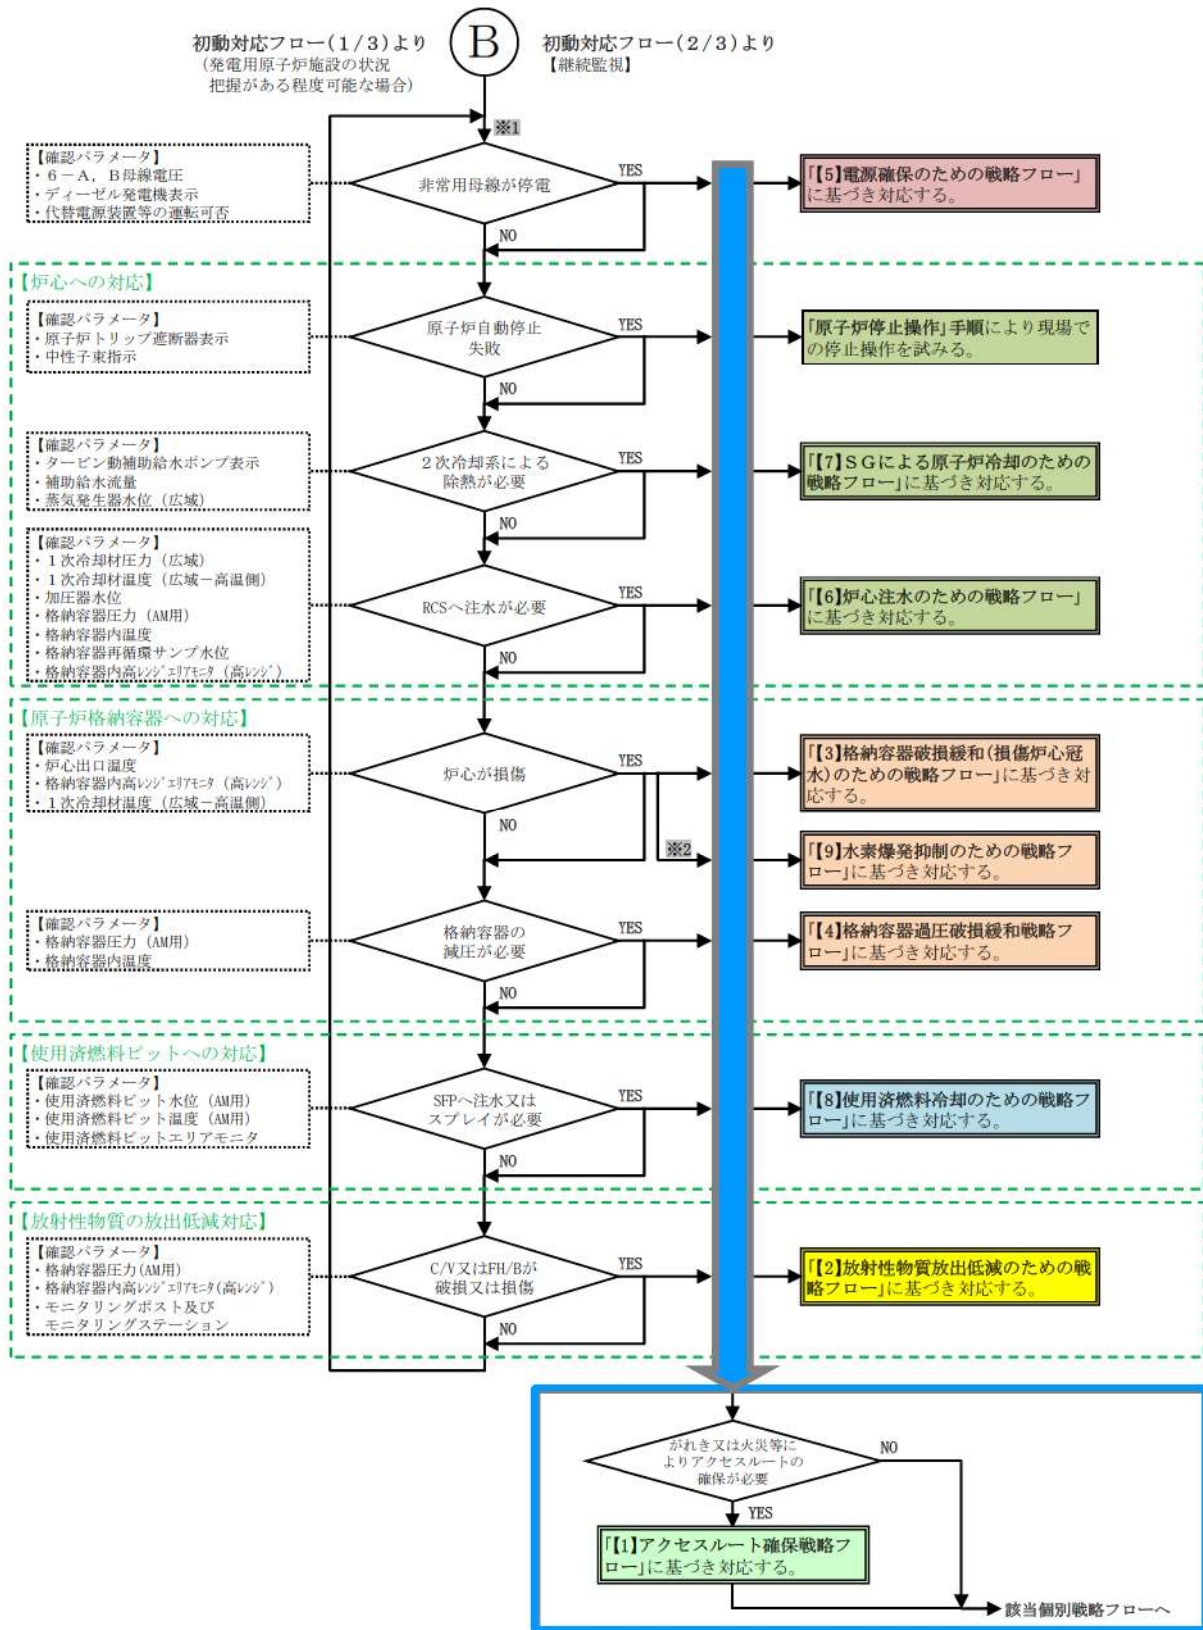 初動対応フロー(1/3)より
(発電用原子炉施設の状況
把握がある程度可能な場合)
B
初動対応フロー(2/3)より
【継続監視】
※1
【確認パラメータ】
・6-A, B母線電圧
・ディーゼル発電機表示
・代替電源装置等の運転可否
非常用母線が停電
YES
NO
「【5】電源確保のための戦略フロー」
に基づき対応する。
【炉心への対応】
【確認パラメータ】
・原子炉トリップ遮断器表示
・中性子束指示
原子炉自動停止
失敗
YES
NO
「原子炉停止操作」手順により現場で
の停止操作を試みる。
【確認パラメータ】
・タービン動補助給水ポンプ表示
・補助給水流量
・蒸気発生器水位(広域)
2次冷却系による
除熱が必要
YES
NO
「【7】SGによる原子炉冷却のための
戦略フロー」に基づき対応する。
【確認パラメータ】
・1次冷却材圧力(広域)
・1次冷却材温度(広域-高温側)
・加圧器水位
・格納容器圧力(AM用)
・格納容器内温度
・格納容器再循環サンプ水位
・格納容器内高ﾚﾝｼﾞｴﾘｱﾓﾆﾀ(高ﾚﾝｼﾞ)
RCSへ注水が必要
YES
NO
「【6】炉心注水のための戦略フロー」
に基づき対応する。
【原子炉格納容器への対応】
【確認パラメータ】
・炉心出口温度
・格納容器内高ﾚﾝｼﾞｴﾘｱﾓﾆﾀ(高ﾚﾝｼﾞ)
・1次冷却材温度(広域-高温側)
炉心が損傷
YES
NO
「【3】格納容器破損緩和(損傷炉心冠
水)のための戦略フロー」に基づき対
応する。
※2
「【9】水素爆発抑制のための戦略フ
ロー」に基づき対応する。
【確認パラメータ】
・格納容器圧力(AM用)
・格納容器内温度
格納容器の
減圧が必要
YES
NO
「【4】格納容器過圧破損緩和戦略フ
ロー」に基づき対応する。
【使用済燃料ピットへの対応】
【確認パラメータ】
・使用済燃料ピット水位(AM用)
・使用済燃料ピット温度(AM用)
・使用済燃料ピットエリアモニタ
SFPへ注水又は
スプレイが必要
YES
NO
「【8】使用済燃料冷却のための戦略フ
ロー」に基づき対応する。
【放射性物質の放出低減対応】
【確認パラメータ】
・格納容器圧力(AM用)
・格納容器内高ﾚﾝｼﾞｴﾘｱﾓﾆﾀ(高ﾚﾝｼﾞ)
・モニタリングポスト及び
モニタリングステーション
C/V又はFH/Bが
破損又は損傷
YES
NO
「【2】放射性物質放出低減のための戦
略フロー」に基づき対応する。
がれき又は火災等に
よりアクセスルートの
確保が必要
NO
YES
「【1】アクセスルート確保戦略フ
ロー」に基づき対応する。
該当個別戦略フローへ